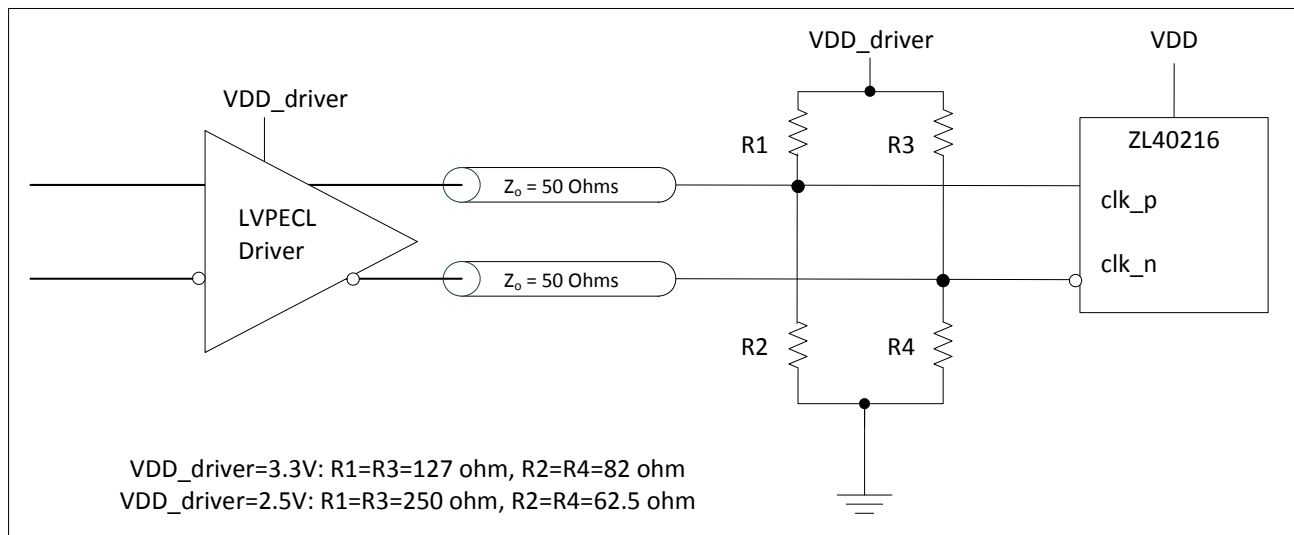 VDD_driver
VDD
VDD_driver
R1
R3
ZL40216
Zₒ = 50 Ohms
clk_p
LVPECL
Driver
Zₒ = 50 Ohms
clk_n
R2
R4
VDD_driver=3.3V: R1=R3=127 ohm, R2=R4=82 ohm
VDD_driver=2.5V: R1=R3=250 ohm, R2=R4=62.5 ohm